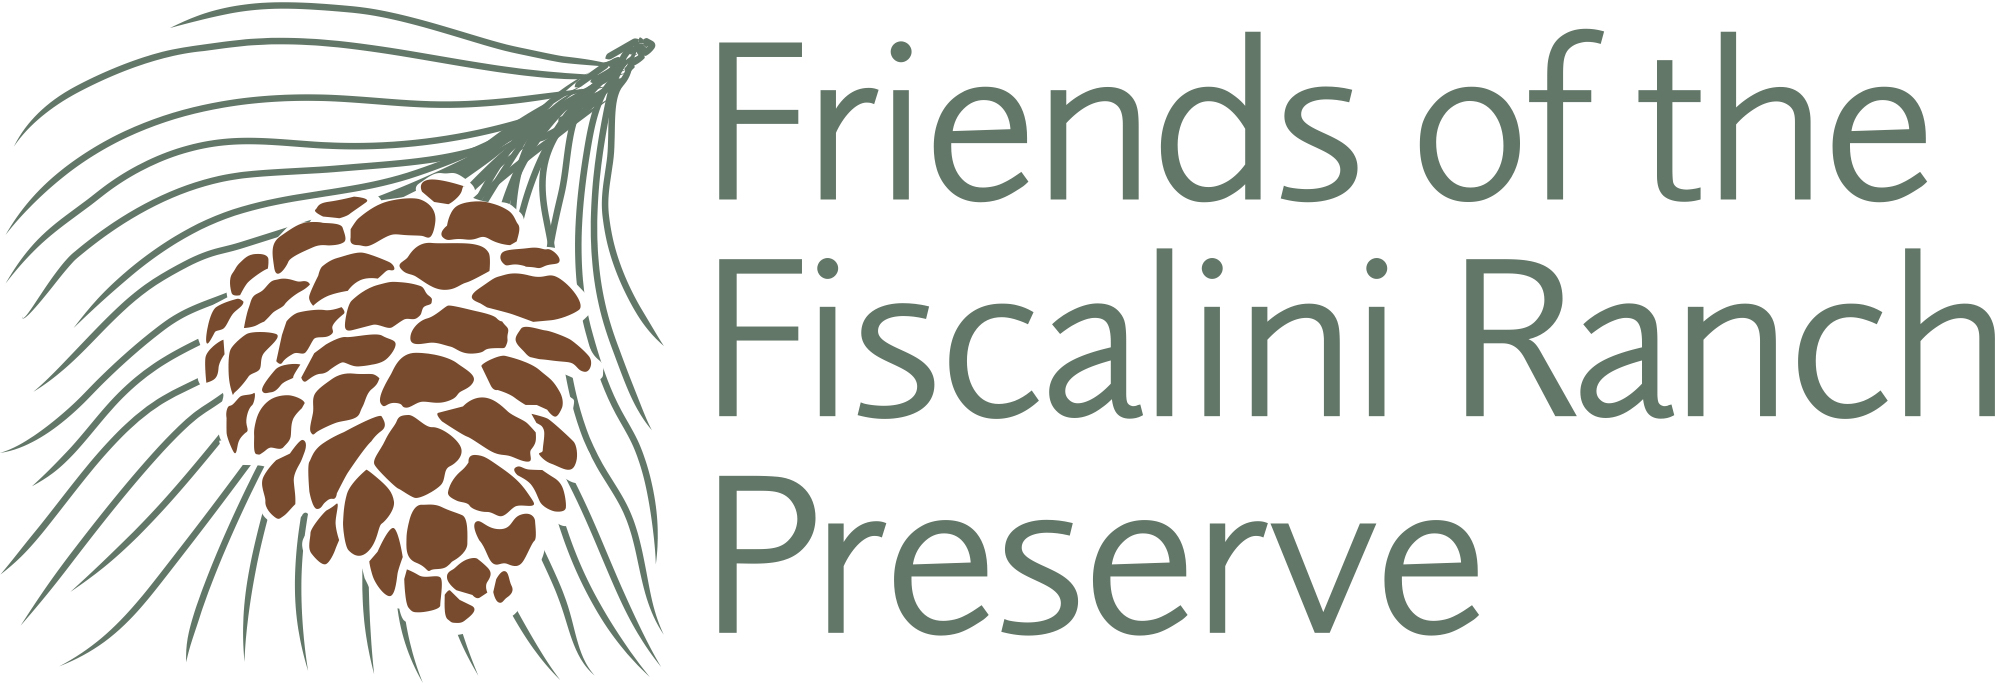 Friends of the
Fiscalini Ranch
Preserve